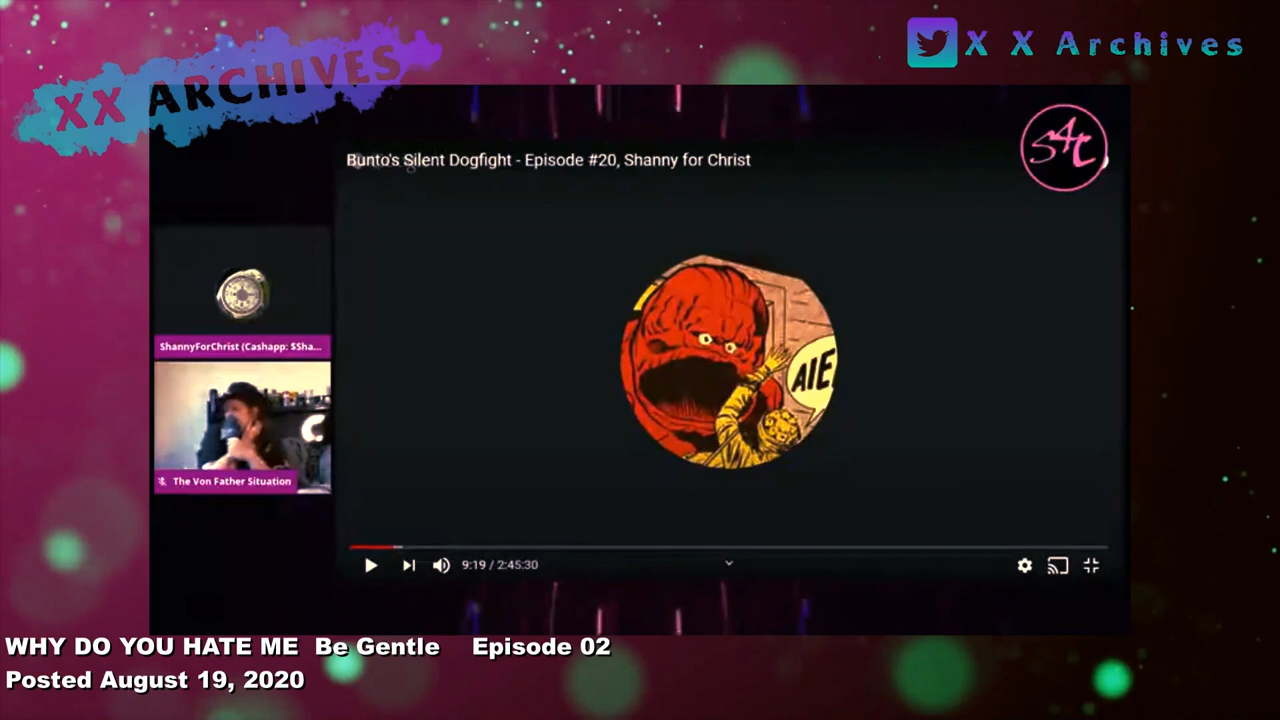 XX ARCHIVES
X X Archives
S4C
Bunto's Silent Dogfight - Episode #20, Shanny for Christ
AIE
ShannyForChrist (Cashapp: $Sha...
C
The Von Father Situation
9:19 / 2:45:30
WHY DO YOU HATE ME Be Gentle Episode 02
Posted August 19, 2020